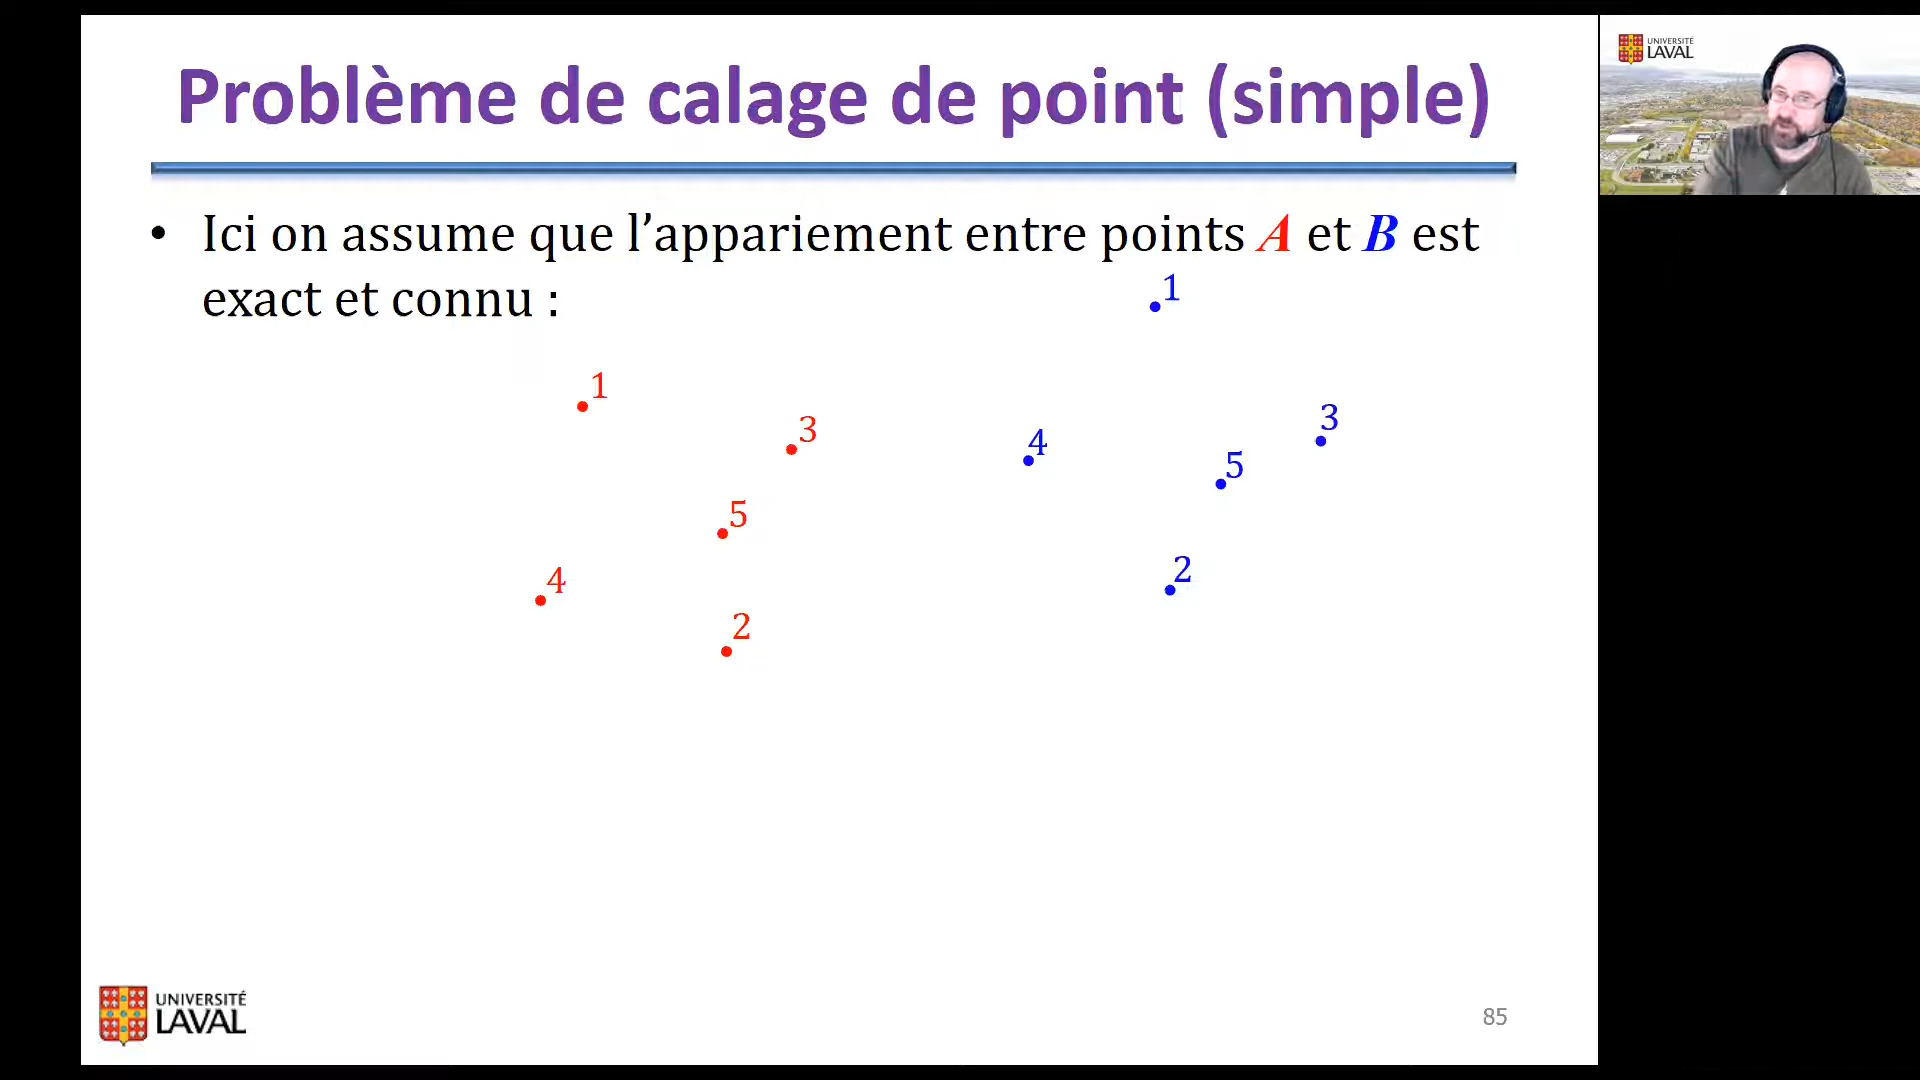 Problème de calage de point (simple)
• Ici on assume que l’appariement entre points A et B est
exact et connu :
1
1
3
3
4
5
5
2
4
2
UNIVERSITÉ
LAVAL
85
UNIVERSITÉ
LAVAL